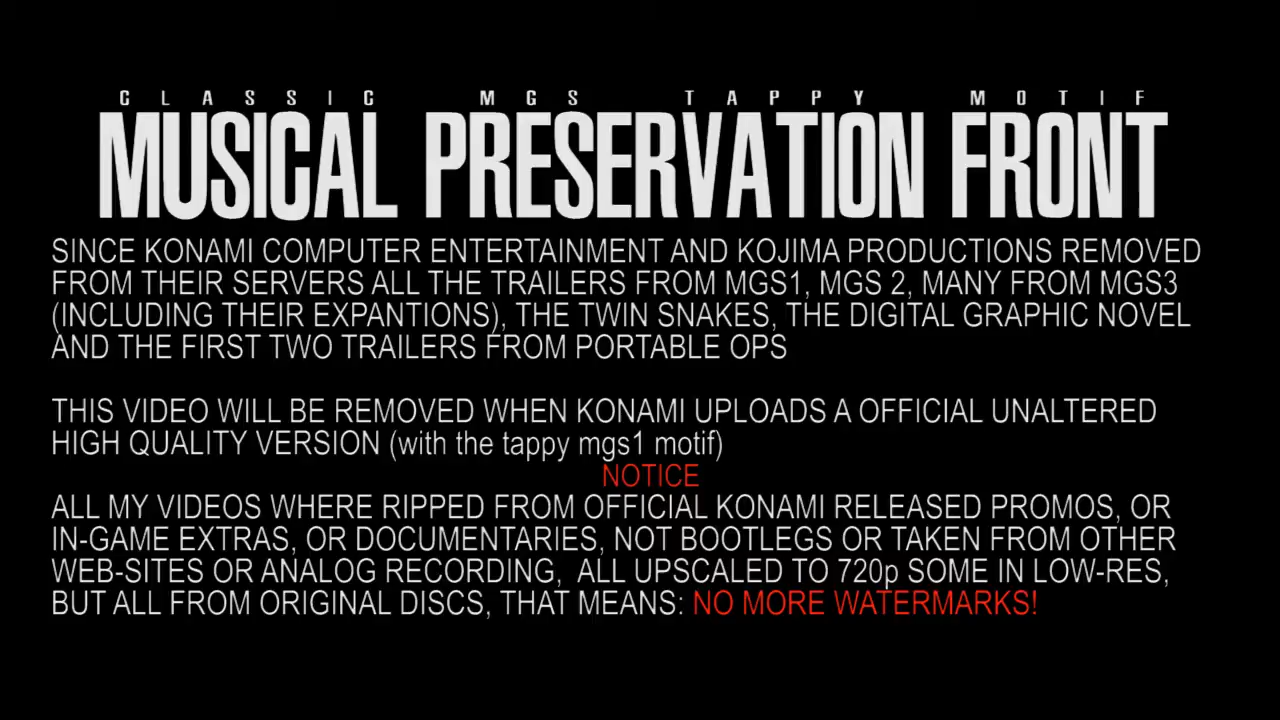 CLASSIC MGS TAPPY MOTIF
MUSICAL PRESERVATION FRONT
SINCE KONAMI COMPUTER ENTERTAINMENT AND KOJIMA PRODUCTIONS REMOVED
FROM THEIR SERVERS ALL THE TRAILERS FROM MGS1, MGS 2, MANY FROM MGS3
(INCLUDING THEIR EXPANTIONS), THE TWIN SNAKES, THE DIGITAL GRAPHIC NOVEL
AND THE FIRST TWO TRAILERS FROM PORTABLE OPS
THIS VIDEO WILL BE REMOVED WHEN KONAMI UPLOADS A OFFICIAL UNALTERED
HIGH QUALITY VERSION (with the tappy mgs1 motif)
NOTICE
ALL MY VIDEOS WHERE RIPPED FROM OFFICIAL KONAMI RELEASED PROMOS, OR
IN-GAME EXTRAS, OR DOCUMENTARIES, NOT BOOTLEGS OR TAKEN FROM OTHER
WEB-SITES OR ANALOG RECORDING,  ALL UPSCALED TO 720p SOME IN LOW-RES,
BUT ALL FROM ORIGINAL DISCS, THAT MEANS: NO MORE WATERMARKS!